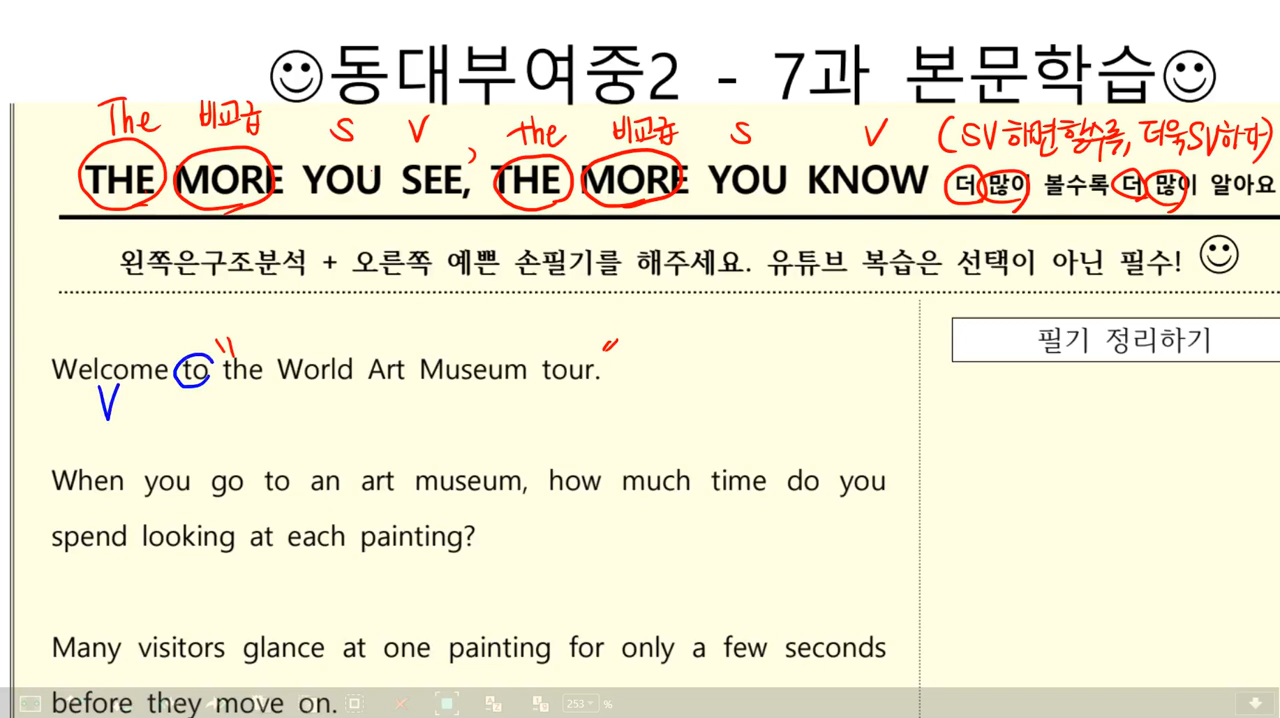 ☺동대부여중2 - 7과 본문학습☺
The 비교급 S V the 비교급 S V (SV하면할수록, 더욱SV하다)
THE MORE YOU SEE, THE MORE YOU KNOW 더 많이 볼수록 더 많이 알아요
왼쪽은구조분석 + 오른쪽 예쁜 손필기를 해주세요. 유튜브 복습은 선택이 아닌 필수! ☺
필기 정리하기
Welcome to "the World Art Museum tour."
V
When you go to an art museum, how much time do you
spend looking at each painting?
Many visitors glance at one painting for only a few seconds
before they move on.
253 %